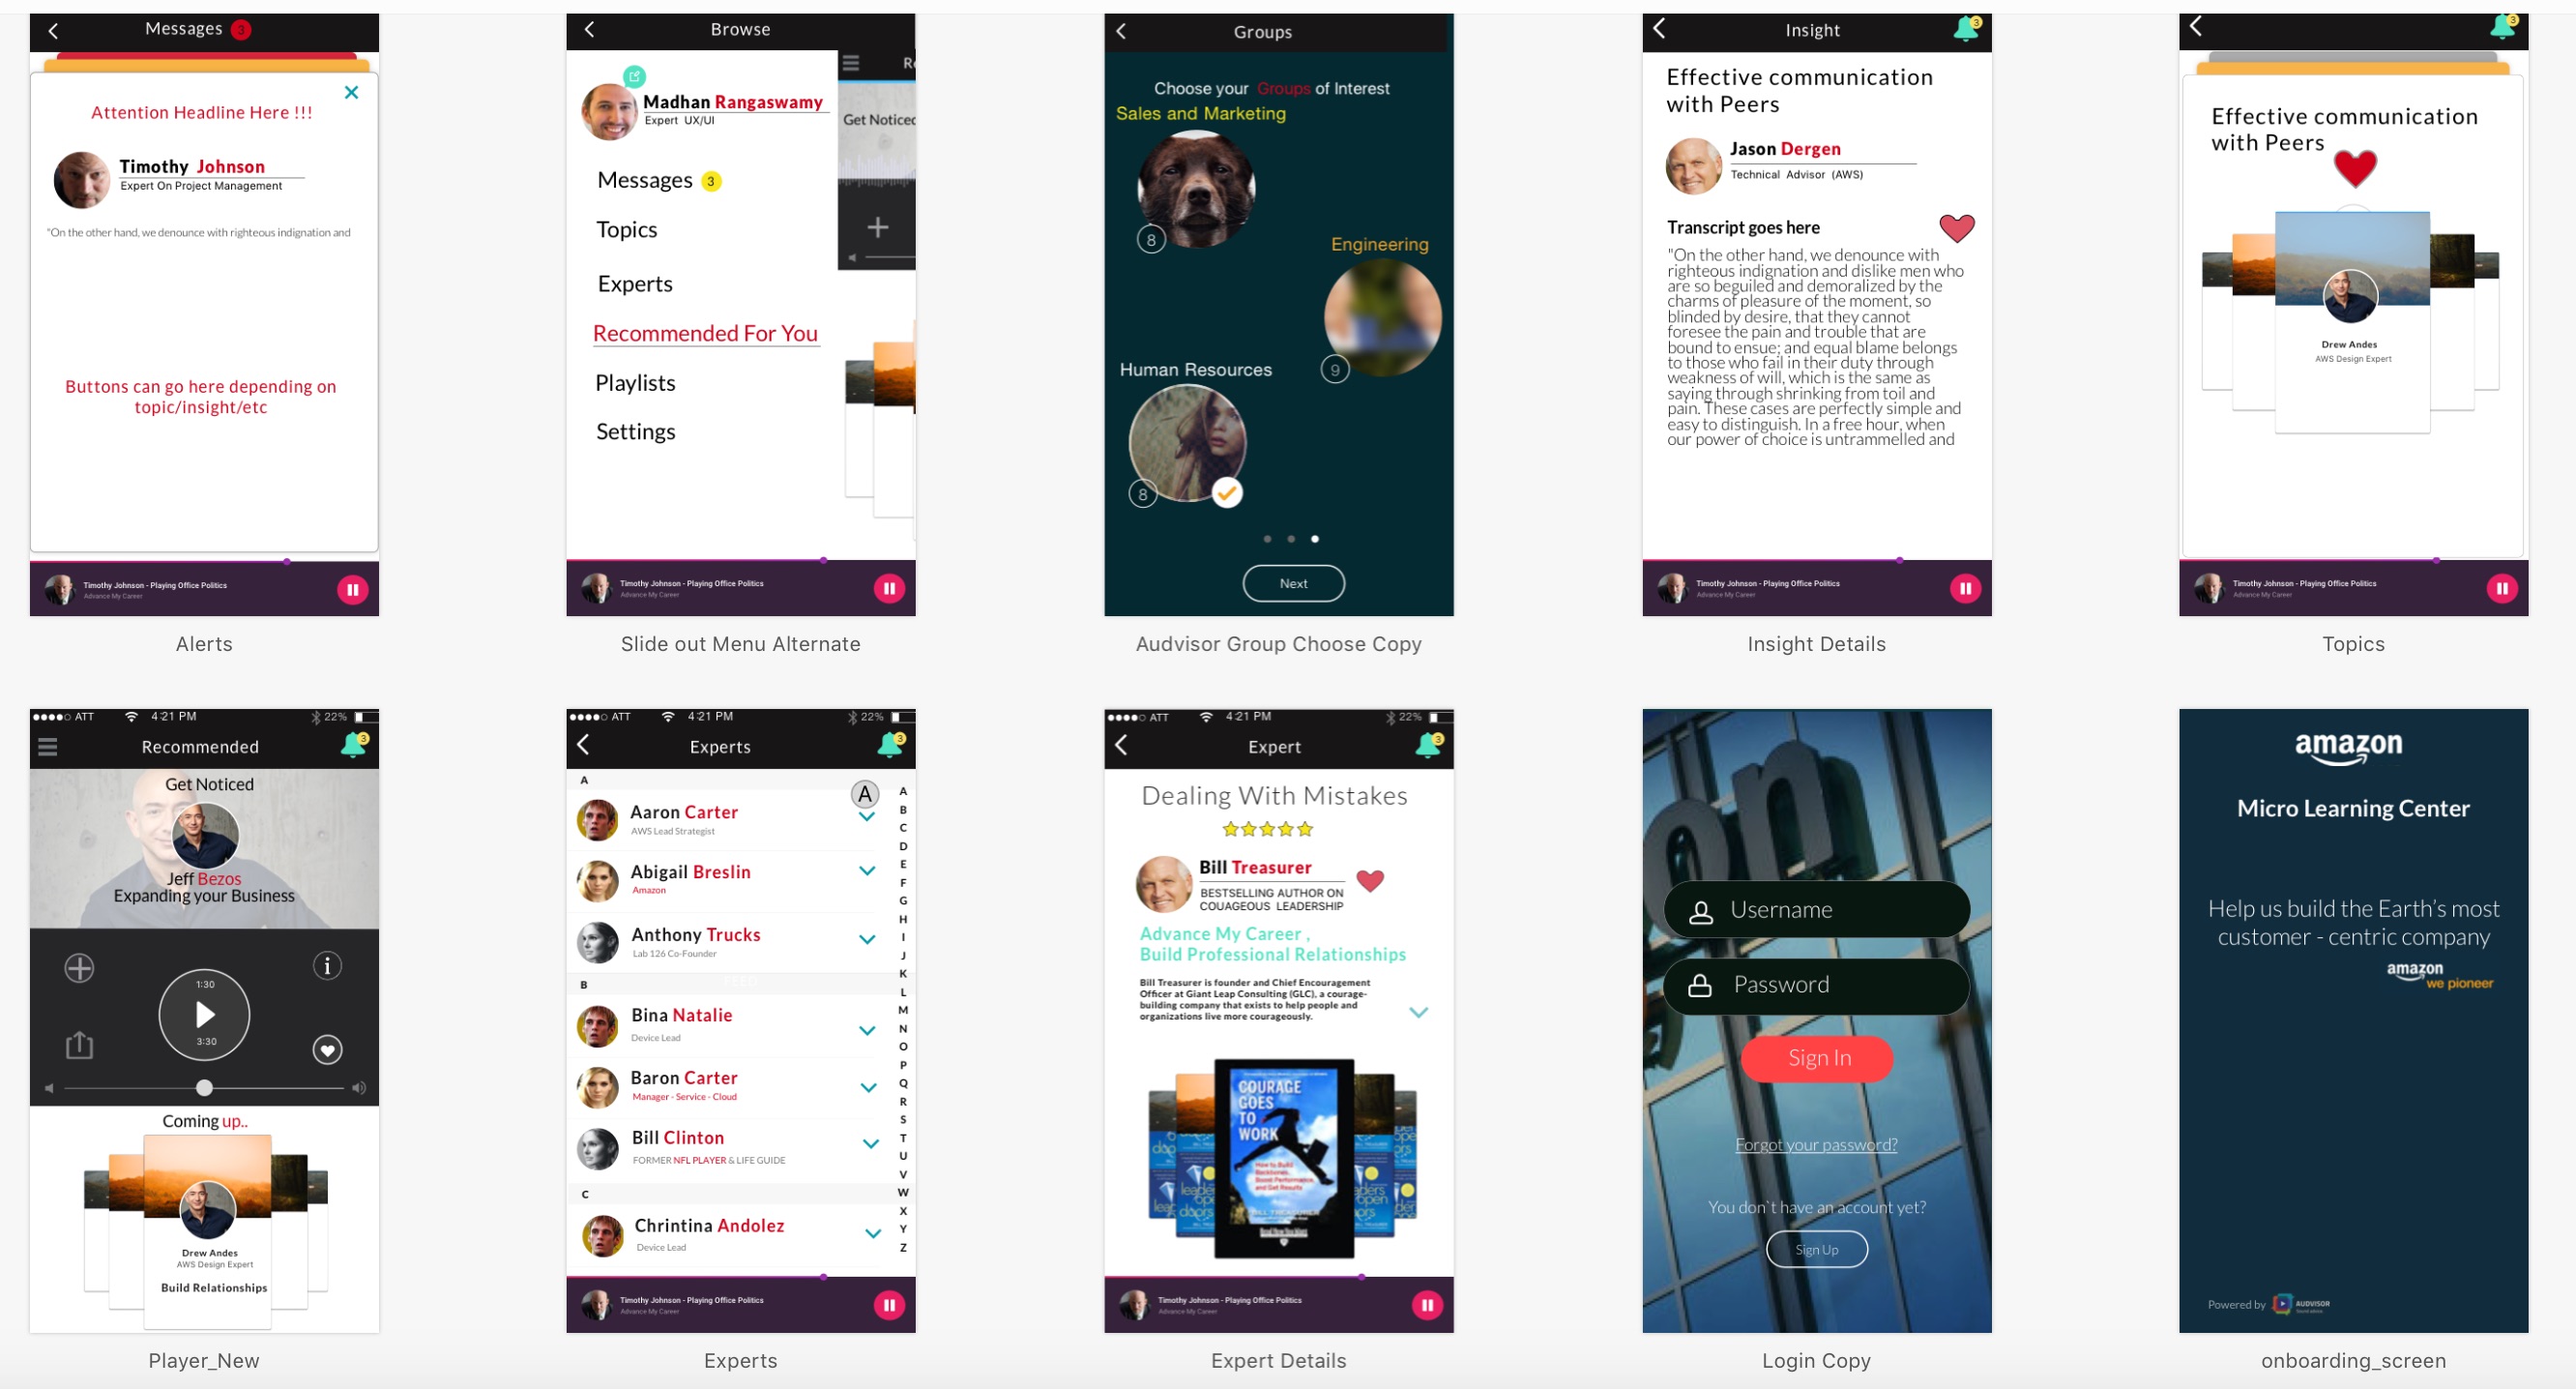 Messages 3
Attention Headline Here !!!
Timothy Johnson
Expert On Project Management
"On the other hand, we denounce with righteous indignation and
Buttons can go here depending on
topic/insight/etc
Timothy Johnson - Playing Office Politics
Advance My Career
Alerts
Browse
Madhan Rangaswamy
Expert UX/UI
Get Noticed
Messages 3
Topics
Experts
Recommended For You
Playlists
Settings
Timothy Johnson - Playing Office Politics
Advance My Career
Slide out Menu Alternate
Groups
Choose your Groups of Interest
Sales and Marketing
8
Engineering
9
Human Resources
8
Next
Audvisor Group Choose Copy
Insight
3
Effective communication
with Peers
Jason Dergen
Technical Advisor (AWS)
Transcript goes here
"On the other hand, we denounce with
righteous indignation and dislike men who
are so beguiled and demoralized by the
charms of pleasure of the moment, so
blinded by desire, that they cannot
foresee the pain and trouble that are
bound to ensue; and equal blame belongs
to those who fail in their duty through
weakness of will, which is the same as
saying through shrinking from toil and
pain. These cases are perfectly simple and
easy to distinguish. In a free hour, when
our power of choice is untrammelled and
Timothy Johnson - Playing Office Politics
Advance My Career
Insight Details
3
Effective communication
with Peers
Drew Andes
AWS Design Expert
Timothy Johnson - Playing Office Politics
Advance My Career
Topics
ATT 4:21 PM 22%
Recommended
3
Get Noticed
Jeff Bezos
Expanding your Business
1:30
3:30
Coming up..
Drew Andes
AWS Design Expert
Build Relationships
Player_New
ATT 4:21 PM 22%
Experts
3
A
A
Aaron Carter
AWS Lead Strategist
Abigail Breslin
Amazon
Anthony Trucks
Lab 126 Co-Founder
B
Bina Natalie
Device Lead
Baron Carter
Manager - Service - Cloud
Bill Clinton
FORMER NFL PLAYER & LIFE GUIDE
C
Christina Andolez
Device Lead
A
B
C
D
E
F
G
H
I
J
K
L
M
N
O
P
Q
R
S
T
U
V
W
X
Y
Z
Timothy Johnson - Playing Office Politics
Advance My Career
Experts
ATT 4:21 PM 22%
Expert
3
Dealing With Mistakes
Bill Treasurer
BESTSELLING AUTHOR ON
COUAGEOUS LEADERSHIP
Advance My Career ,
Build Professional Relationships
Bill Treasurer is founder and Chief Encouragement
Officer at Giant Leap Consulting (GLC), a courage-
building company that exists to help people and
organizations live more courageously.
COURAGE
GOES
TO
WORK
How to Build
Backbones,
Boost Performance,
and Get Results
BILL TREASURER
Timothy Johnson - Playing Office Politics
Advance My Career
Expert Details
on
Username
Password
Sign In
Forgot your password?
You don`t have an account yet?
Sign Up
Login Copy
amazon
Micro Learning Center
Help us build the Earth's most
customer - centric company
amazon
we pioneer
Powered by AUDVISOR
onboarding_screen